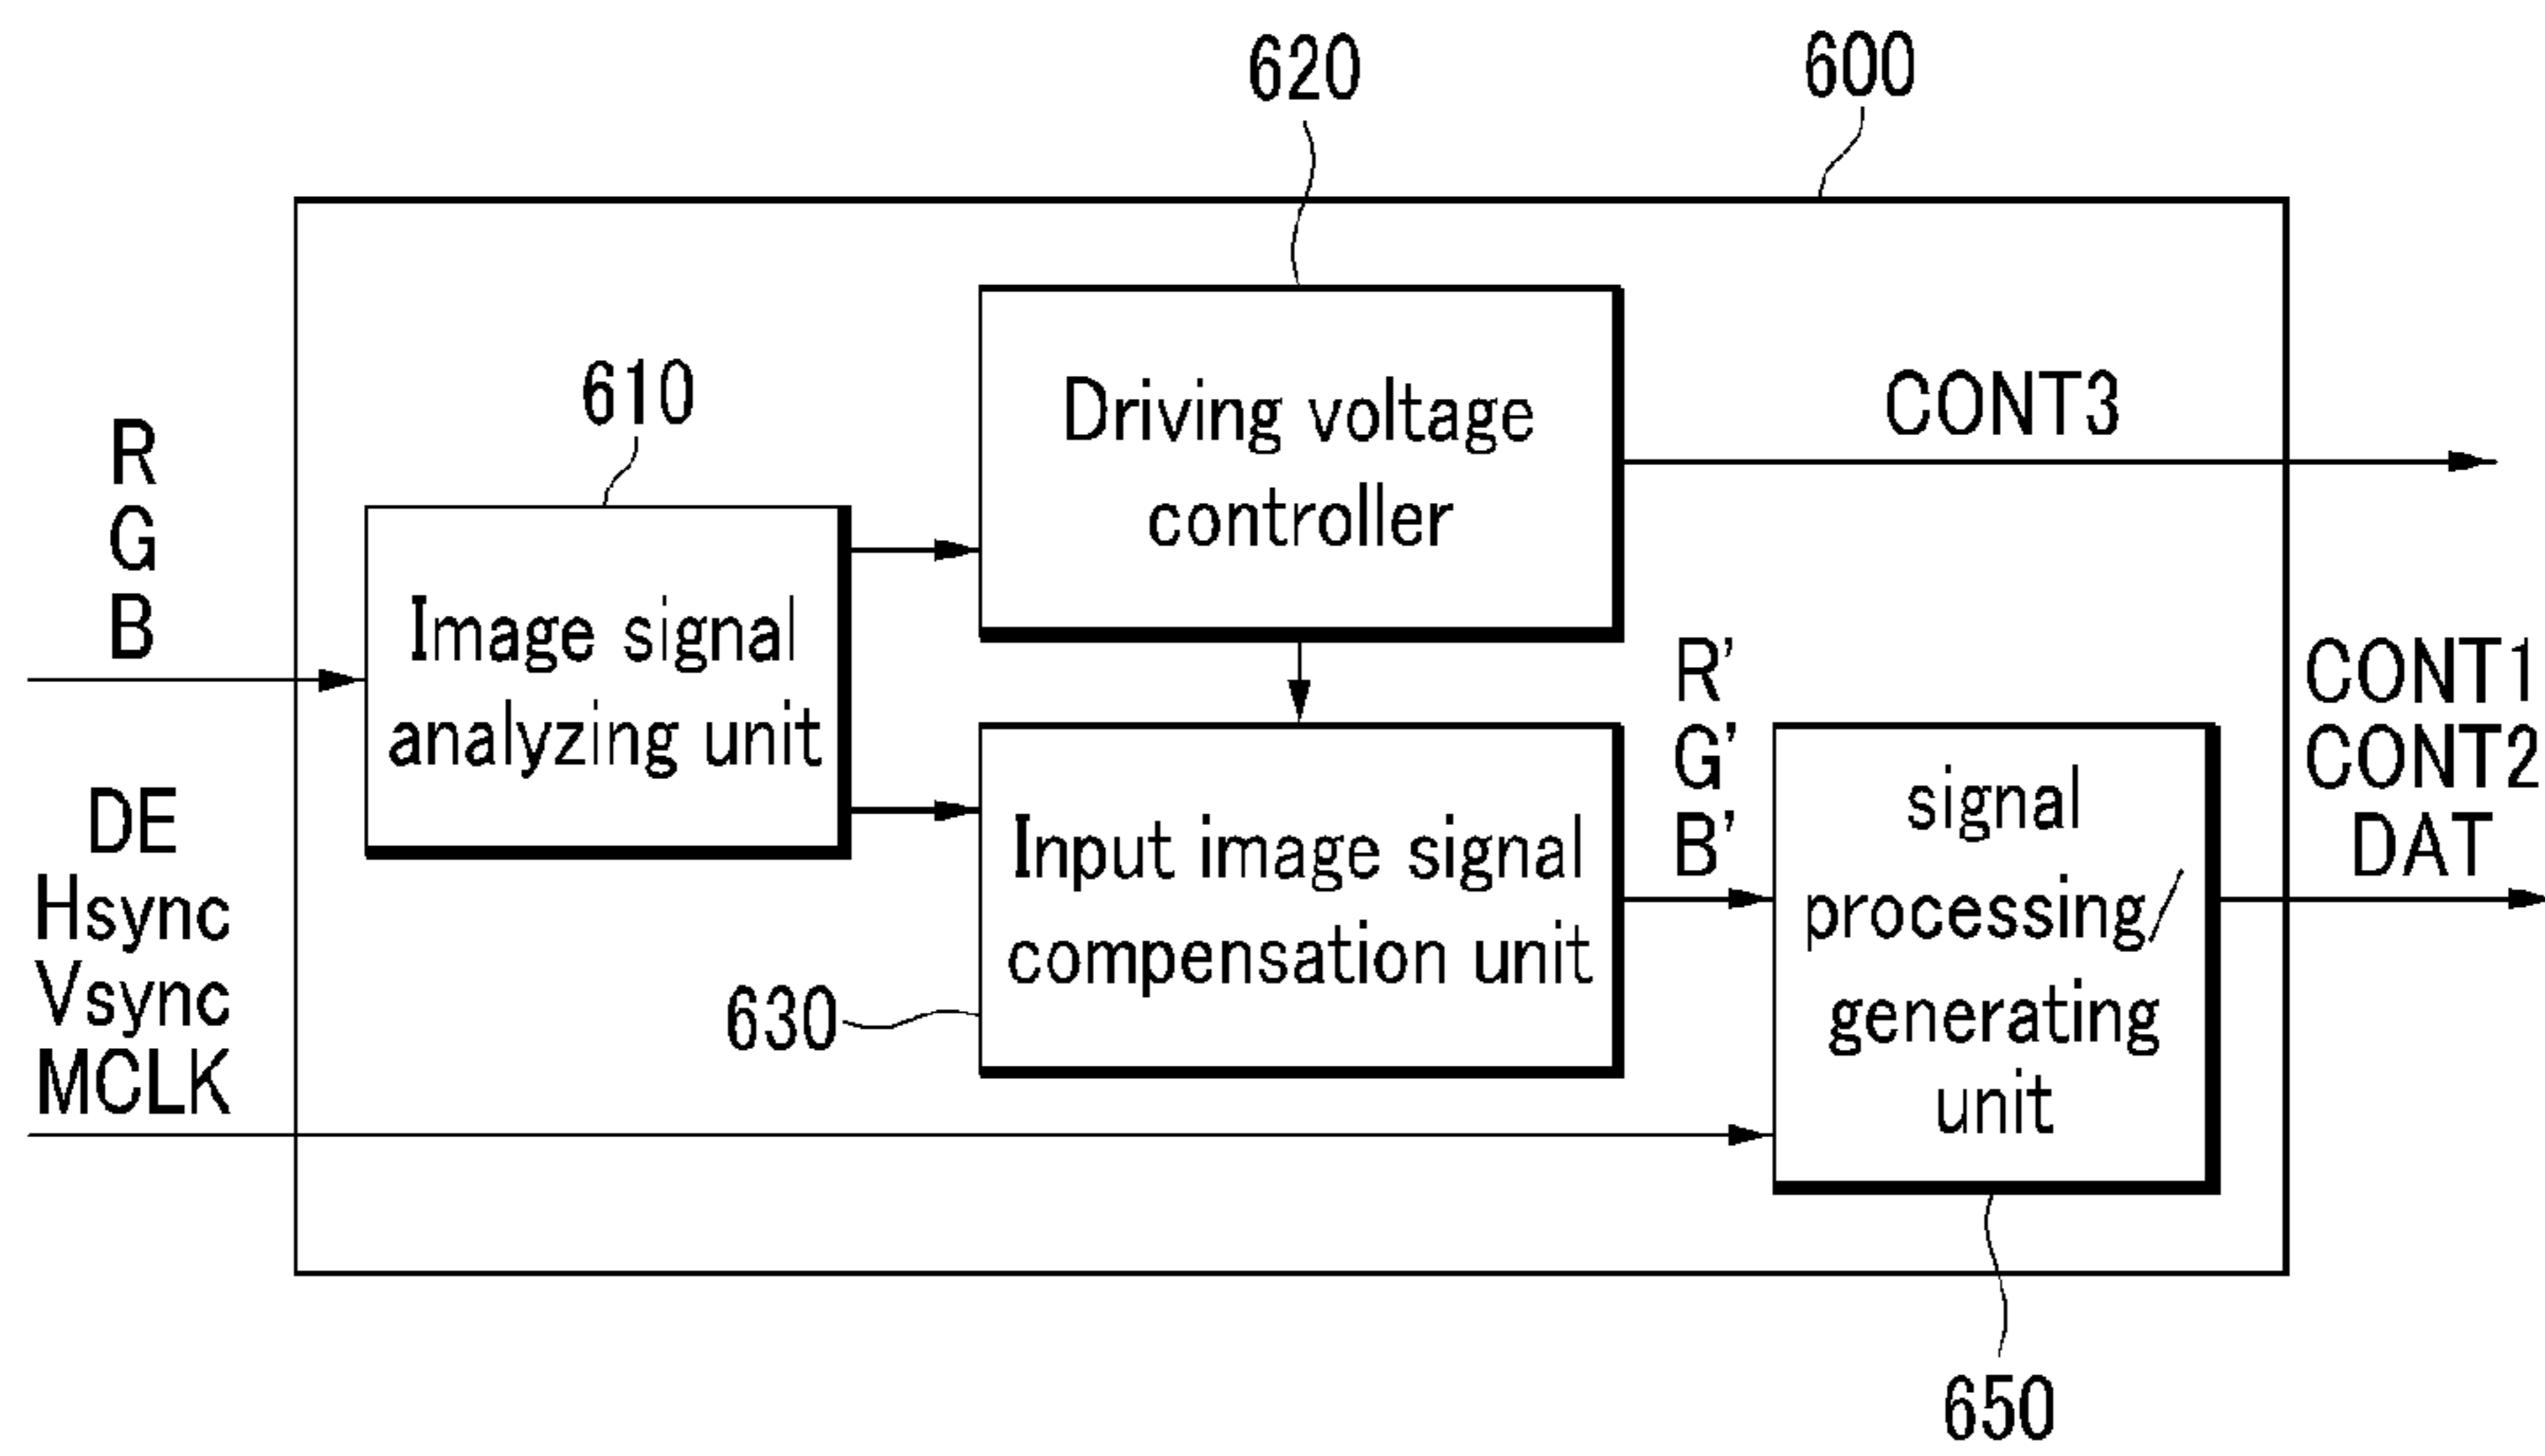 620
600
610
R
G
B
Driving voltage
controller
CONT3
Image signal
analyzing unit
R'
G'
B'
CONT1
CONT2
DAT
DE
Hsync
Vsync
MCLK
Input image signal
compensation unit
630
signal
processing/
generating
unit
650